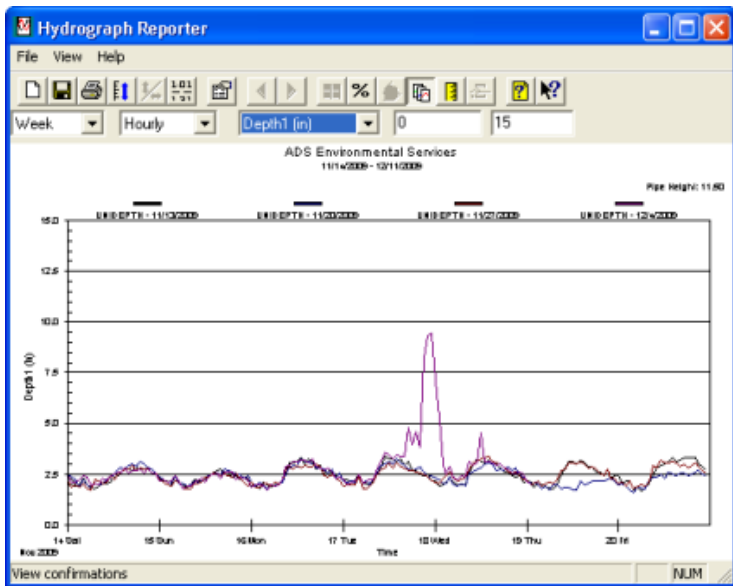 Hydrograph Reporter
File View Help
Week Hourly Depth1 (in) 0 15
ADS Environmental Services
11/14/2009 - 12/11/2009
Pipe Height: 11.50
UNIDEPTH - 11/13/2009 UNIDEPTH - 11/20/2009 UNIDEPTH - 11/27/2009 UNIDEPTH - 12/4/2009
15.0
12.5
10.0
7.5
Depth1 (in)
5.0
2.5
0.0
14 Sat 15 Sun 16 Mon 17 Tue 18 Wed 19 Thu 20 Fri
Nov 2009
Time
View confirmations NUM